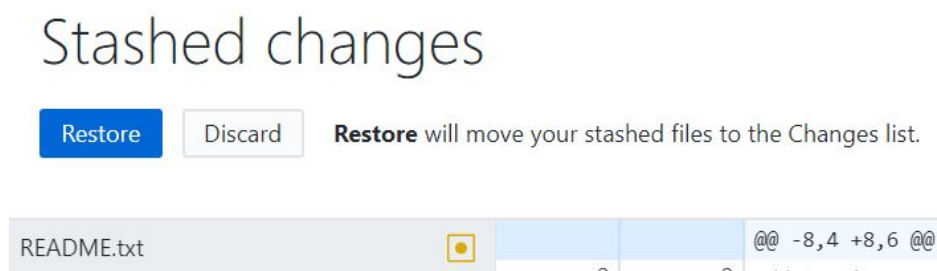 Stashed changes
Restore Discard Restore will move your stashed files to the Changes list.
README.txt @@ -8,4 +8,6 @@